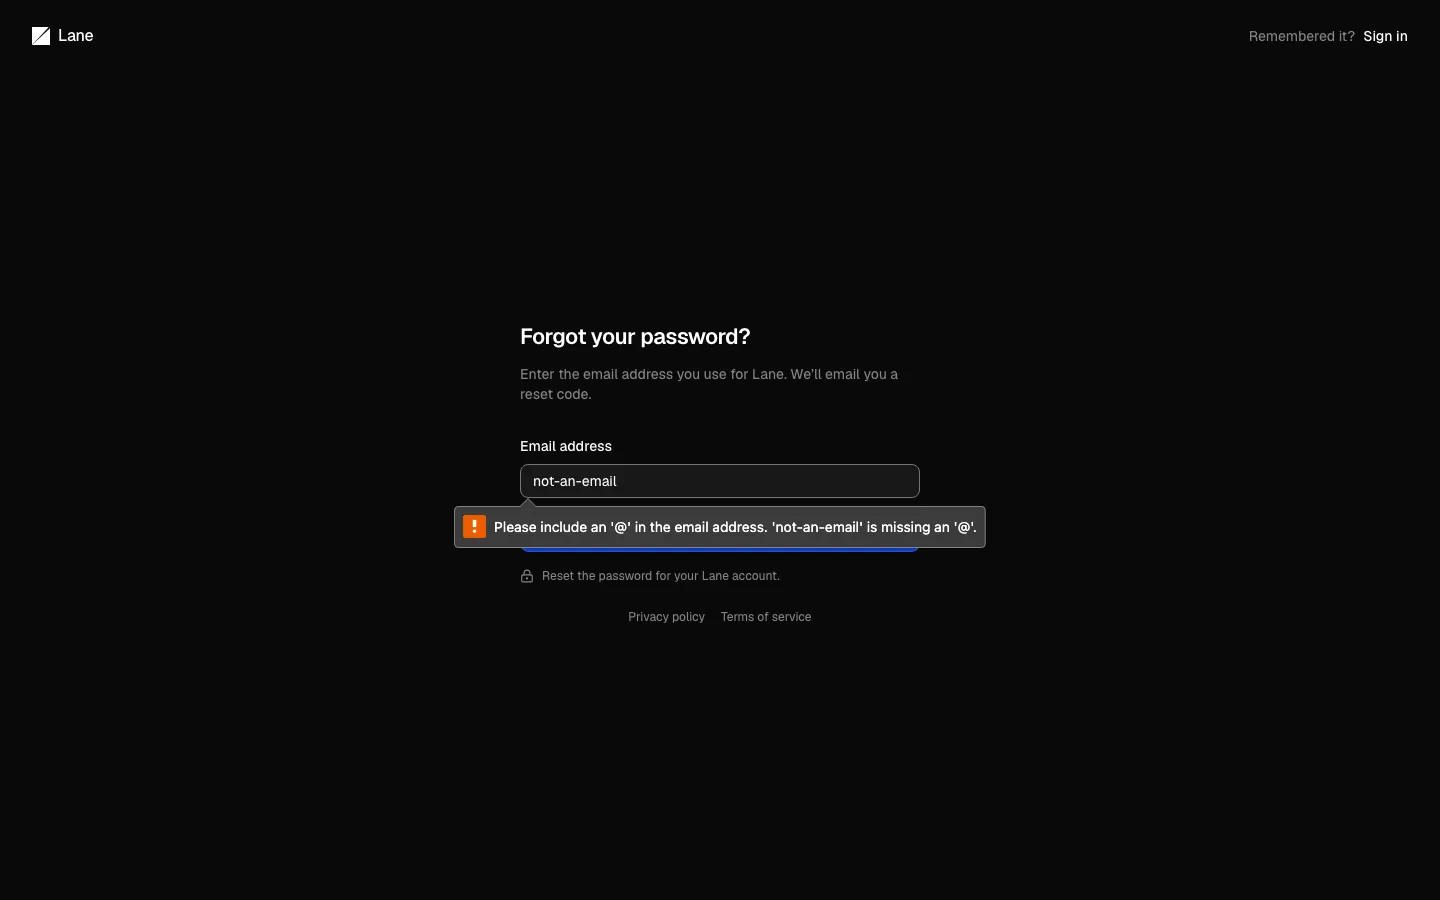 Lane
Remembered it? Sign in
Forgot your password?
Enter the email address you use for Lane. We’ll email you a
reset code.
Email address
not-an-email
Please include an '@' in the email address. 'not-an-email' is missing an '@'.
Reset the password for your Lane account.
Privacy policy Terms of service